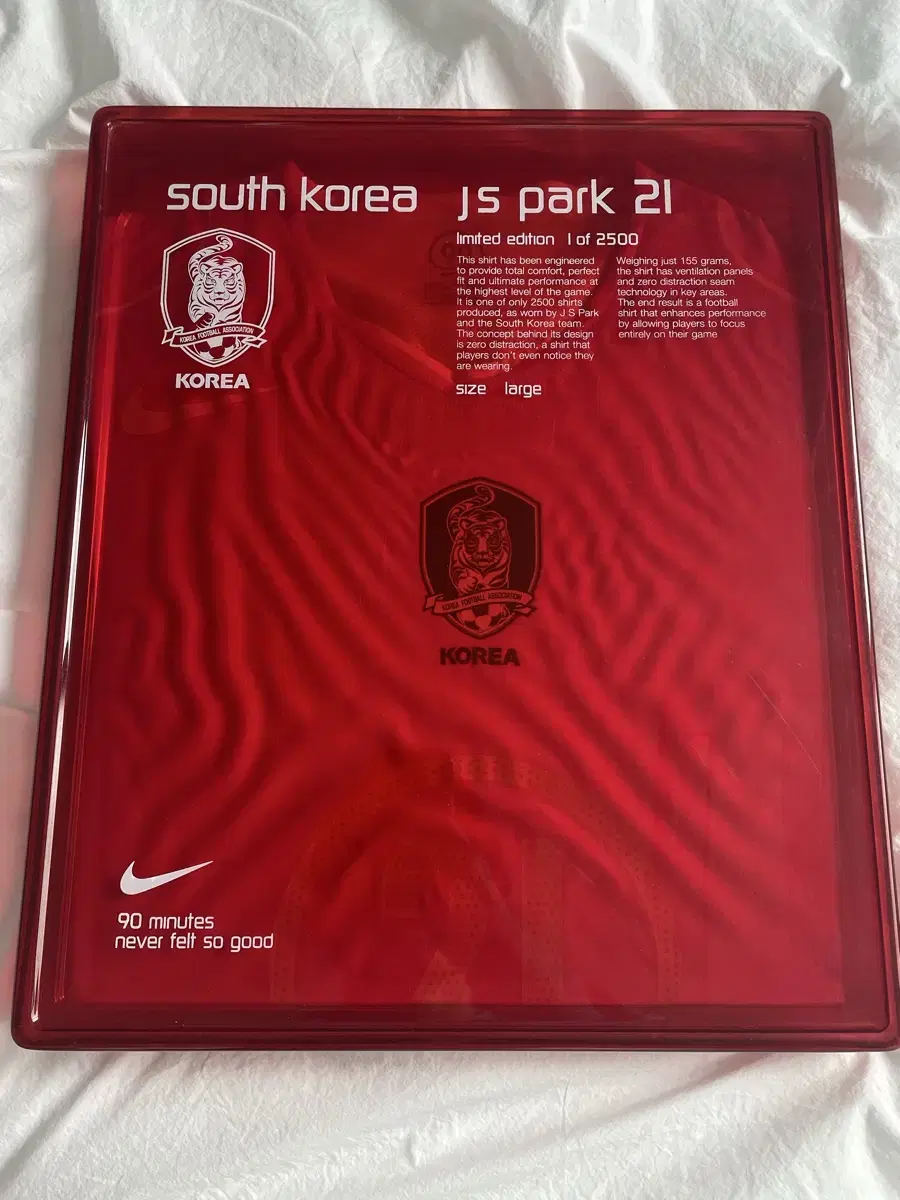 south korea
js park 21
limited edition 1 of 2500
This shirt has been engineered
to provide total comfort, perfect
fit and ultimate performance at
the highest level of the game.
It is one of only 2500 shirts
produced, as worn by J S Park
and the South Korea team.
The concept behind its design
is zero distraction, a shirt that
players don't even notice they
are wearing.
Weighing just 155 grams,
the shirt has ventilation panels
and zero distraction seam
technology in key areas.
The end result is a football
shirt that enhances performance
by allowing players to focus
entirely on their game
size large
KOREA FOOTBALL ASSOCIATION
KOREA
KOREA FOOTBALL ASSOCIATION
KOREA
90 minutes
never felt so good